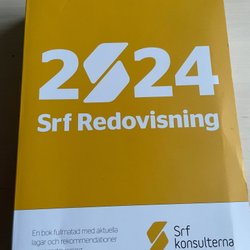 2024
Srf Redovisning
En bok fullmatad med aktuella
lagar och rekommendationer
Srf
konsulterna